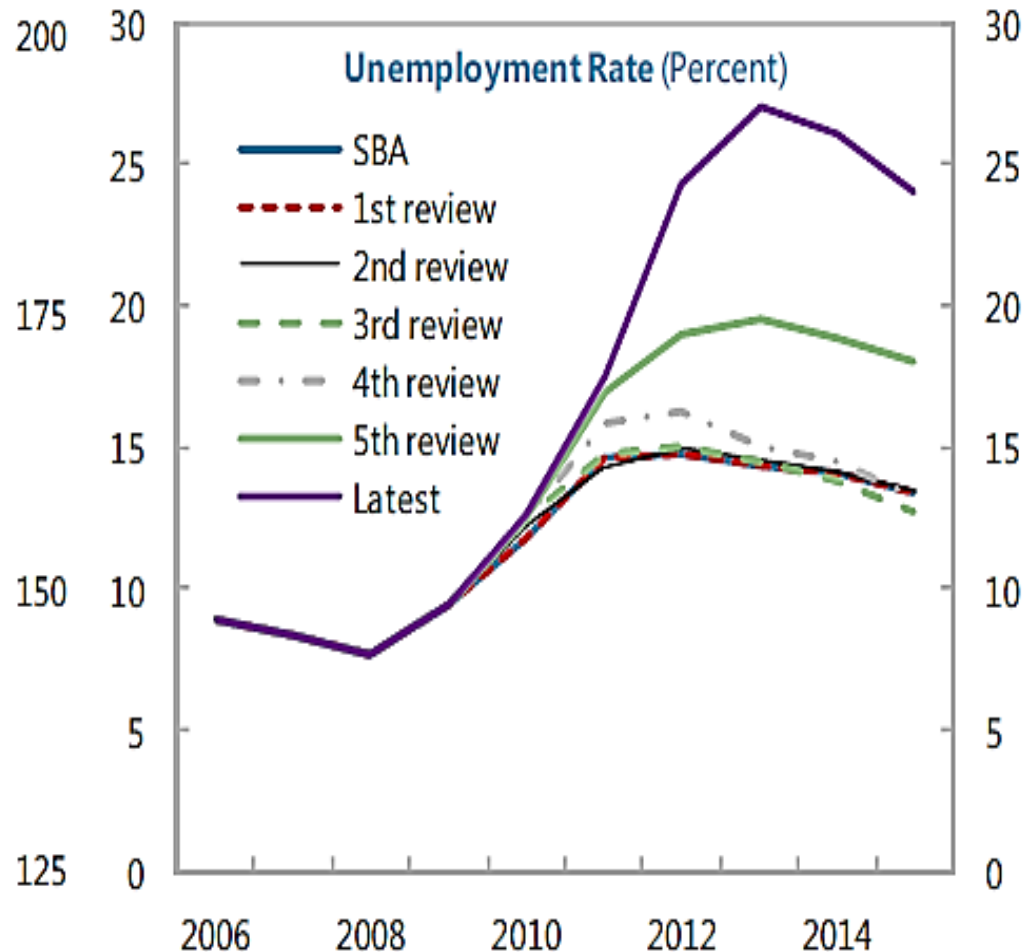 200 30 30
Unemployment Rate (Percent)
SBA
25 25
1st review
2nd review
175 20 20
3rd review
4th review
15 15
5th review
Latest
150 10 10
5 5
125 0 0
2006 2008 2010 2012 2014